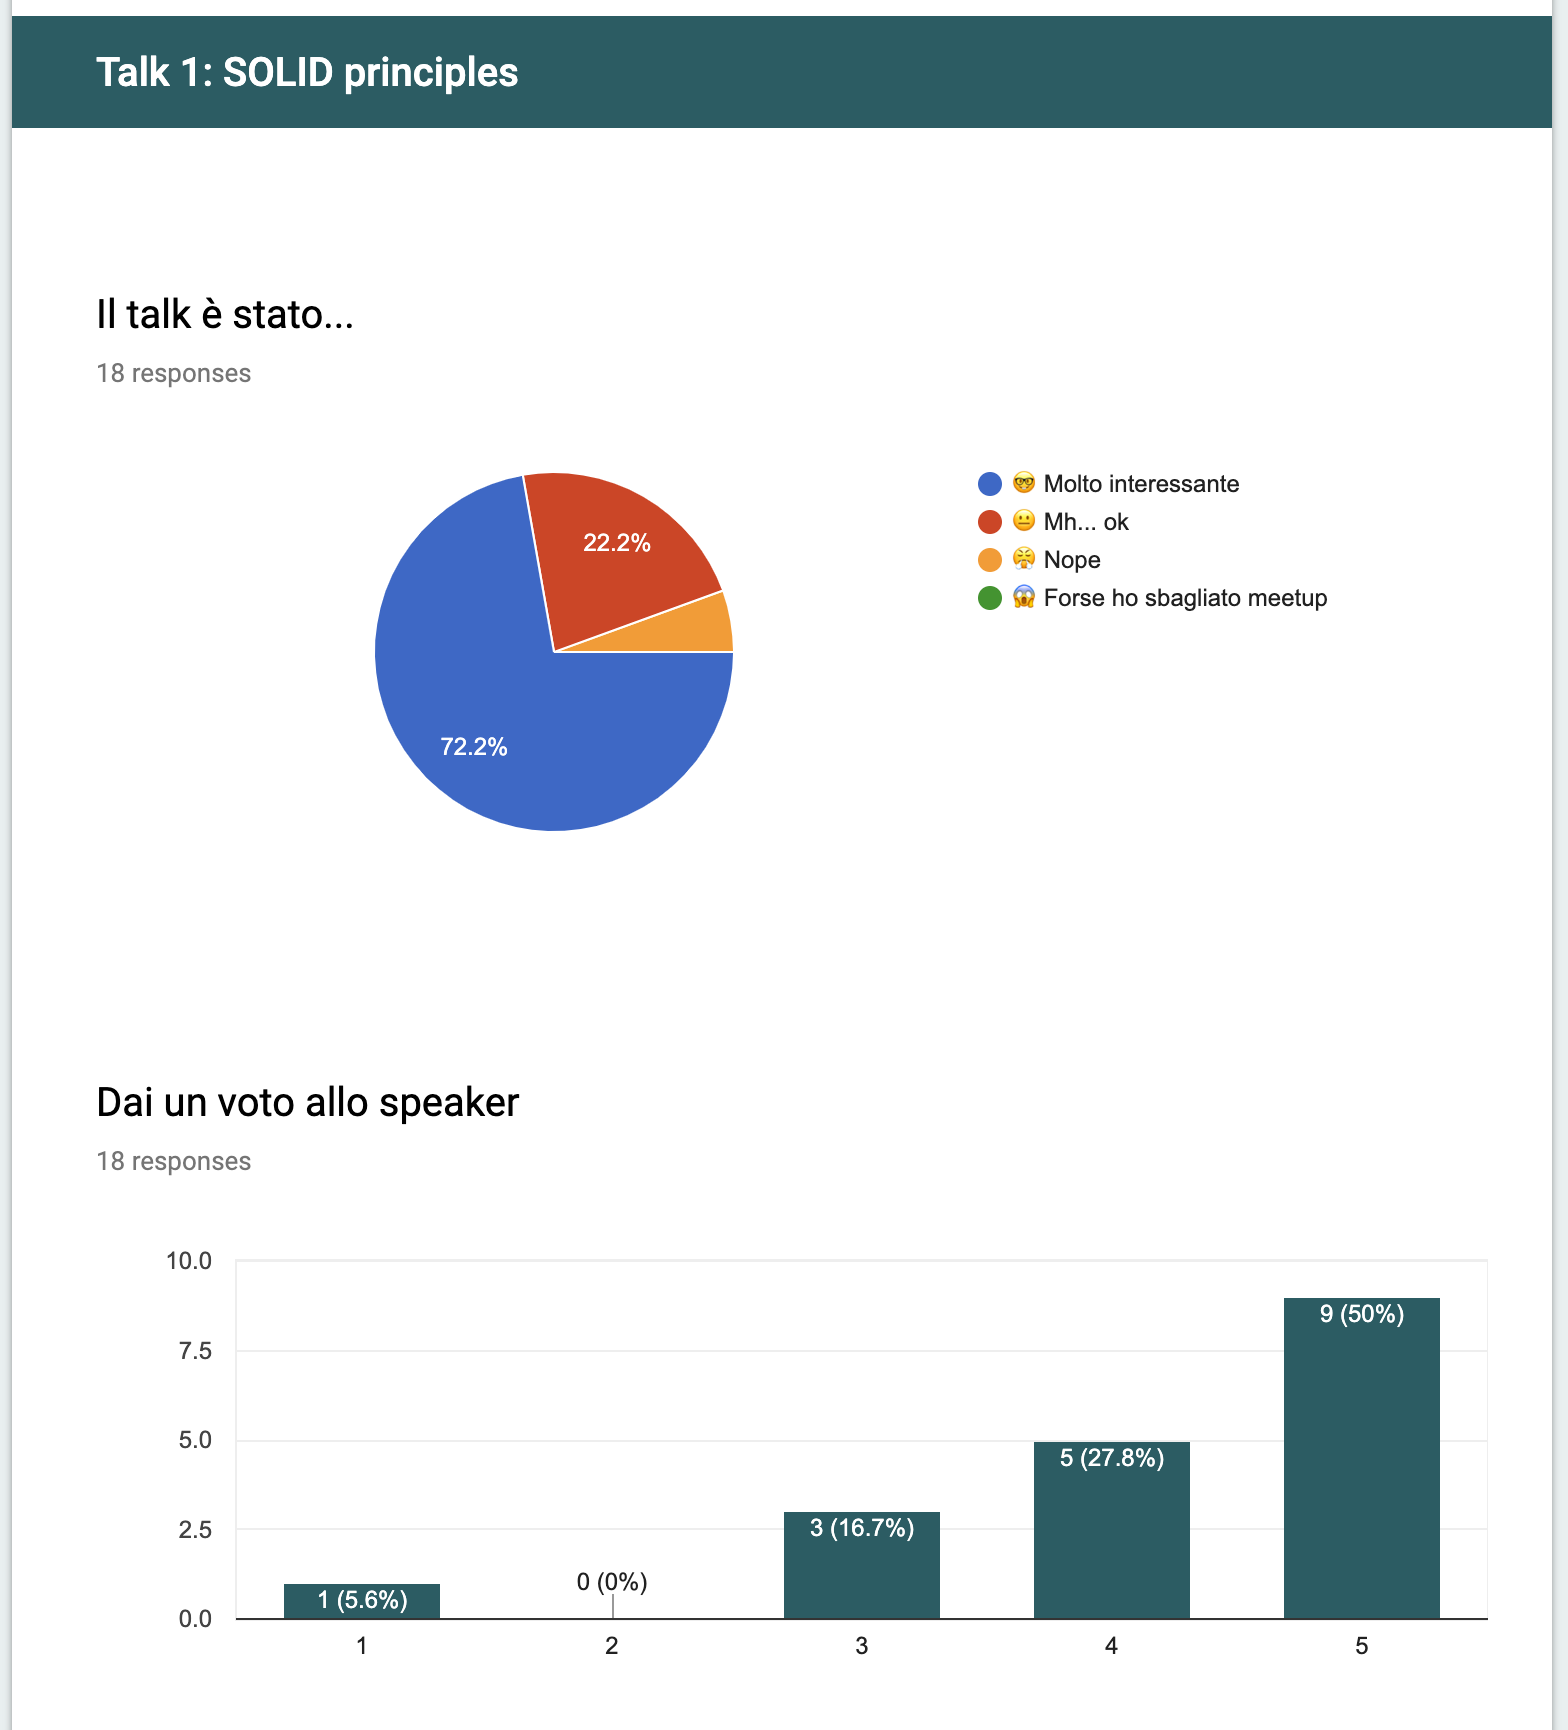 Talk 1: SOLID principles
Il talk è stato...
18 responses
🤓 Molto interessante
😐 Mh... ok
😤 Nope
😱 Forse ho sbagliato meetup
22.2%
72.2%
Dai un voto allo speaker
18 responses
10.0
7.5
5.0
2.5
0.0
1 (5.6%)
0 (0%)
3 (16.7%)
5 (27.8%)
9 (50%)
1
2
3
4
5